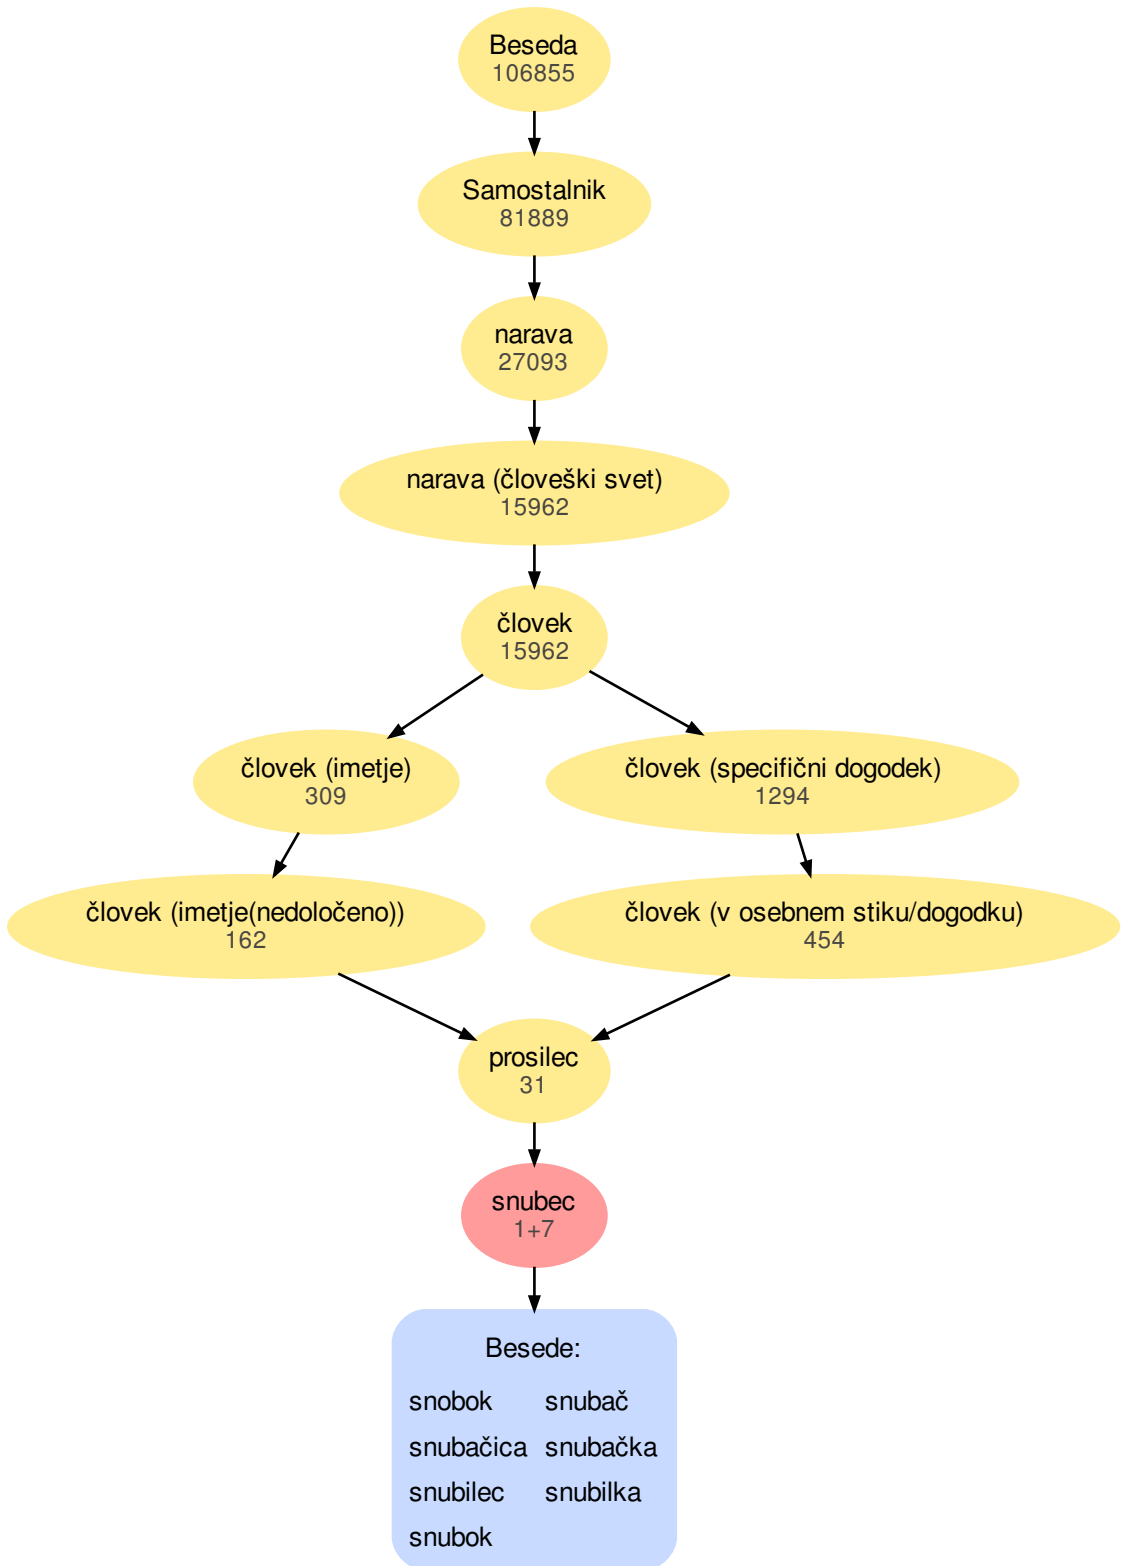 Beseda
106855
Samostalnik
81889
narava
27093
narava (človeški svet)
15962
človek
15962
človek (imetje)
309
človek (specifični dogodek)
1294
človek (imetje(nedoločeno))
162
človek (v osebnem stiku/dogodku)
454
prosilec
31
snubec
1+7
Besede:
snobok snubač
snubačica snubačka
snubilec snubilka
snubok